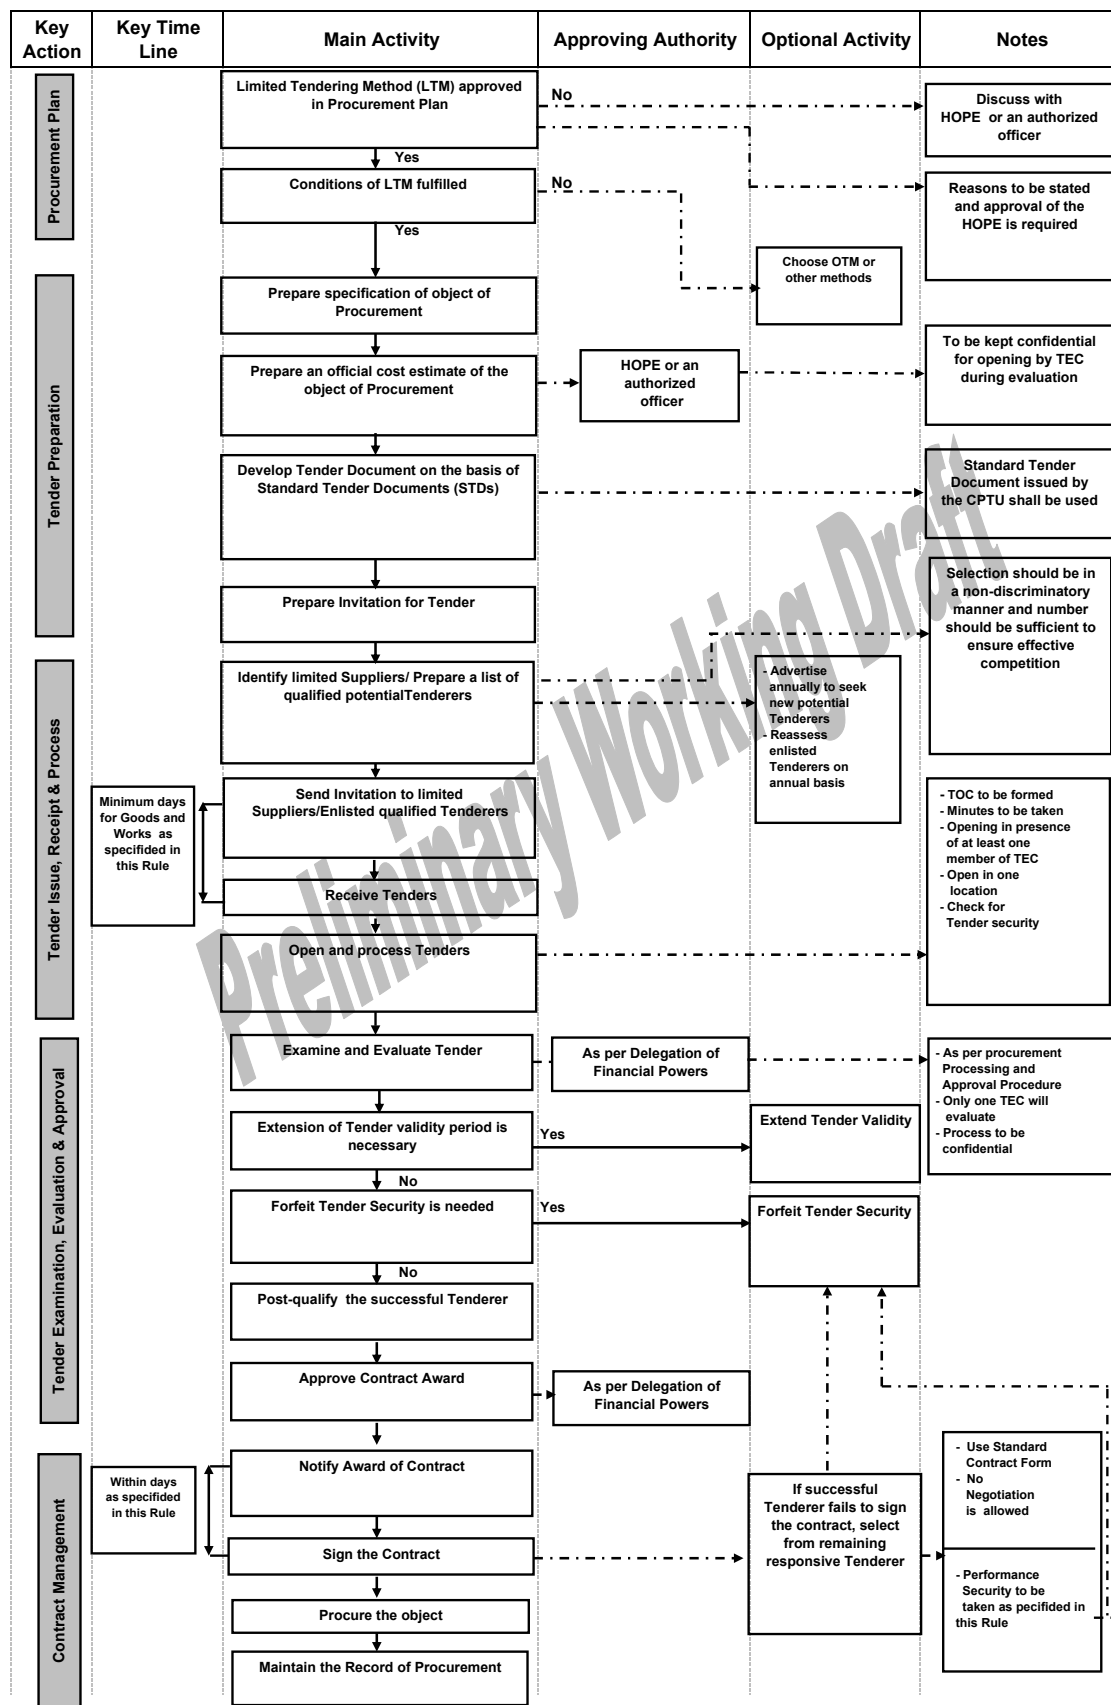 Key
Action
Key Time
Line
Main Activity
Approving Authority
Optional Activity
Notes
Procurement Plan
Limited Tendering Method (LTM) approved
in Procurement Plan
No
Discuss with
HOPE or an authorized
officer
Yes
Conditions of LTM fulfilled
No
Reasons to be stated
and approval of the
HOPE is required
Yes
Choose OTM or
other methods
Tender Preparation
Prepare specification of object of
Procurement
Prepare an official cost estimate of the
object of Procurement
HOPE or an
authorized
officer
To be kept confidential
for opening by TEC
during evaluation
Develop Tender Document on the basis of
Standard Tender Documents (STDs)
Standard Tender
Document issued by
the CPTU shall be used
Prepare Invitation for Tender
Selection should be in
a non-discriminatory
manner and number
should be sufficient to
ensure effective
competition
Tender Issue, Receipt & Process
Identify limited Suppliers/ Prepare a list of
qualified potentialTenderers
- Advertise
annually to seek
new potential
Tenderers
- Reassess
enlisted
Tenderers on
annual basis
Minimum days
for Goods and
Works as
specifided in
this Rule
Send Invitation to limited
Suppliers/Enlisted qualified Tenderers
Receive Tenders
Open and process Tenders
- TOC to be formed
- Minutes to be taken
- Opening in presence
of at least one
member of TEC
- Open in one
location
- Check for
Tender security
Preliminary Working Draft
Tender Examination, Evaluation & Approval
Examine and Evaluate Tender
As per Delegation of
Financial Powers
- As per procurement
Processing and
Approval Procedure
- Only one TEC will
evaluate
- Process to be
confidential
Extension of Tender validity period is
necessary
Yes
Extend Tender Validity
No
Forfeit Tender Security is needed
Yes
Forfeit Tender Security
No
Post-qualify the successful Tenderer
Approve Contract Award
As per Delegation of
Financial Powers
Contract Management
Within days
as specifided
in this Rule
Notify Award of Contract
Sign the Contract
If successful
Tenderer fails to sign
the contract, select
from remaining
responsive Tenderer
- Use Standard
Contract Form
- No
Negotiation
is allowed
- Performance
Security to be
taken as pecifided in
this Rule
Procure the object
Maintain the Record of Procurement